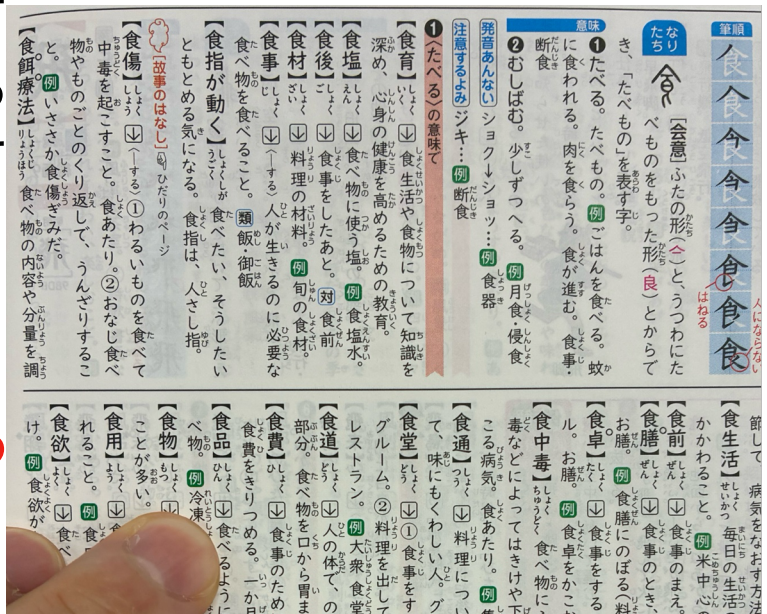 筆順
人にならない
はねる
なりたち
[会意]ふたの形(亼)と、うつわにた
べものをもった形(良)とからで
き、「たべもの」を表す字。
意味
❶たべる。たべもの。例ごはんを食べる。蚊
に食われる。肉を食らう。食が進む。食事・
断食
❷むしばむ。少しずつへる。例月食・侵食
発音あんない ショク→ショッ… 例食器
注意するよみ ジキ… 例断食
❶〈たべる〉の意味で
【食育】しょくいく ↓ 食生活や食物について知識を
深め、心身の健康を高めるための教育。
【食塩】しょくえん ↓ 食べ物に使う塩。例食塩水。
【食後】しょくご ↓ 食事をしたあと。対食前
【食材】しょくざい ↓ 料理の材料。例旬の食材。
【食事】しょくじ ↓ (―する)人が生きるのに必要な
食べ物を食べること。類飯・御飯
【食指が動く】しょくしがうごく 食べたい、そうしたい
ともとめる気になる。食指は、人さし指。
[故事のはなし] ひだりのページ
【食傷】しょくしょう ↓ (―する)①わるいものを食べて
中毒を起こすこと。食あたり。②おなじ食べ
物やものごとのくり返しで、うんざりするこ
と。例いささか食傷ぎみだ。
【食餌療法】しょくじりょうほう 食べ物の内容や分量を調
節して、病気をなおす方法
【食生活】しょくせいかつ 毎日の生活
かかわること。例米中心
【食前】しょくぜん ↓ 食事のまえ
【食膳】しょくぜん ↓ 食事のとき
お膳。例食膳にのぼる(料
【食卓】しょくたく ↓ 食事をする
ル。お膳。例食卓をかこ
【食中毒】しょくちゅうどく 食べ物に
毒などによってはきけや下
こる病気。食あたり。例
【食通】しょくつう ↓ 料理につい
て、味にもくわしい人。グ
【食堂】しょくどう ↓ ①食事をす
グルーム。②料理を出して
レストラン。例大衆食堂
【食道】しょくどう ↓ 人の体で、の
部分。食べ物を口から胃ま
【食費】しょくひ ↓ 食事のため
食費をきりつめる。一か月
【食品】しょくひん ↓ 食べるように
べ物。例冷凍
【食物】しょくもつ ↓
ことが多い。
【食用】しょくよう ↓ 食
れること。例食
【食欲】しょくよく ↓ 食べ
け。例食欲が